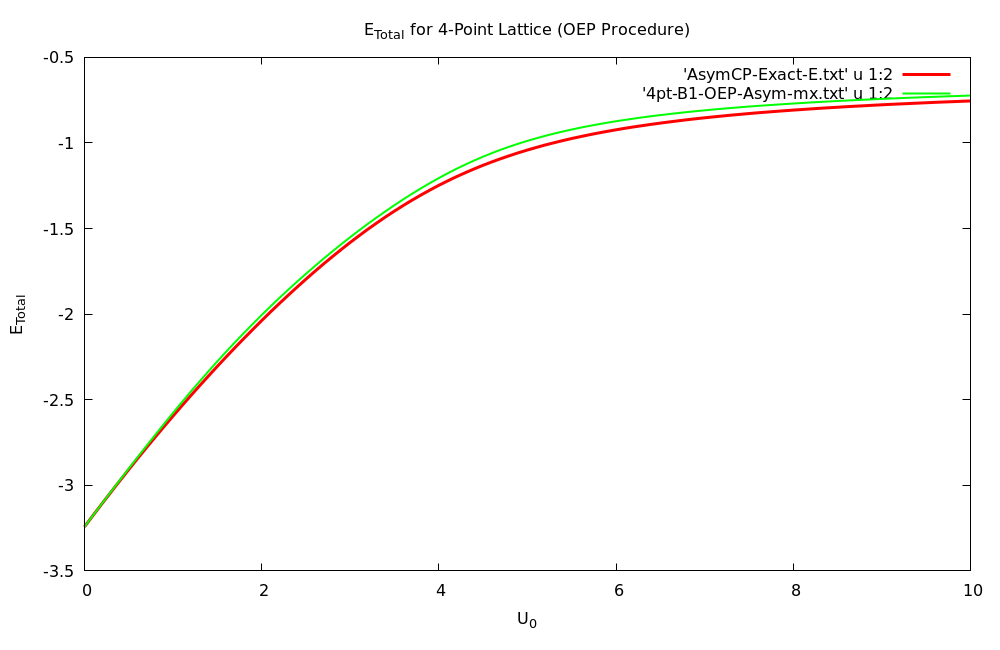 E_Total for 4-Point Lattice (OEP Procedure)
-0.5
'AsymCP-Exact-E.txt' u 1:2
'4pt-B1-OEP-Asym-mx.txt' u 1:2
-1
-1.5
-2
-2.5
-3
-3.5
E_Total
0 2 4 6 8 10
U_0